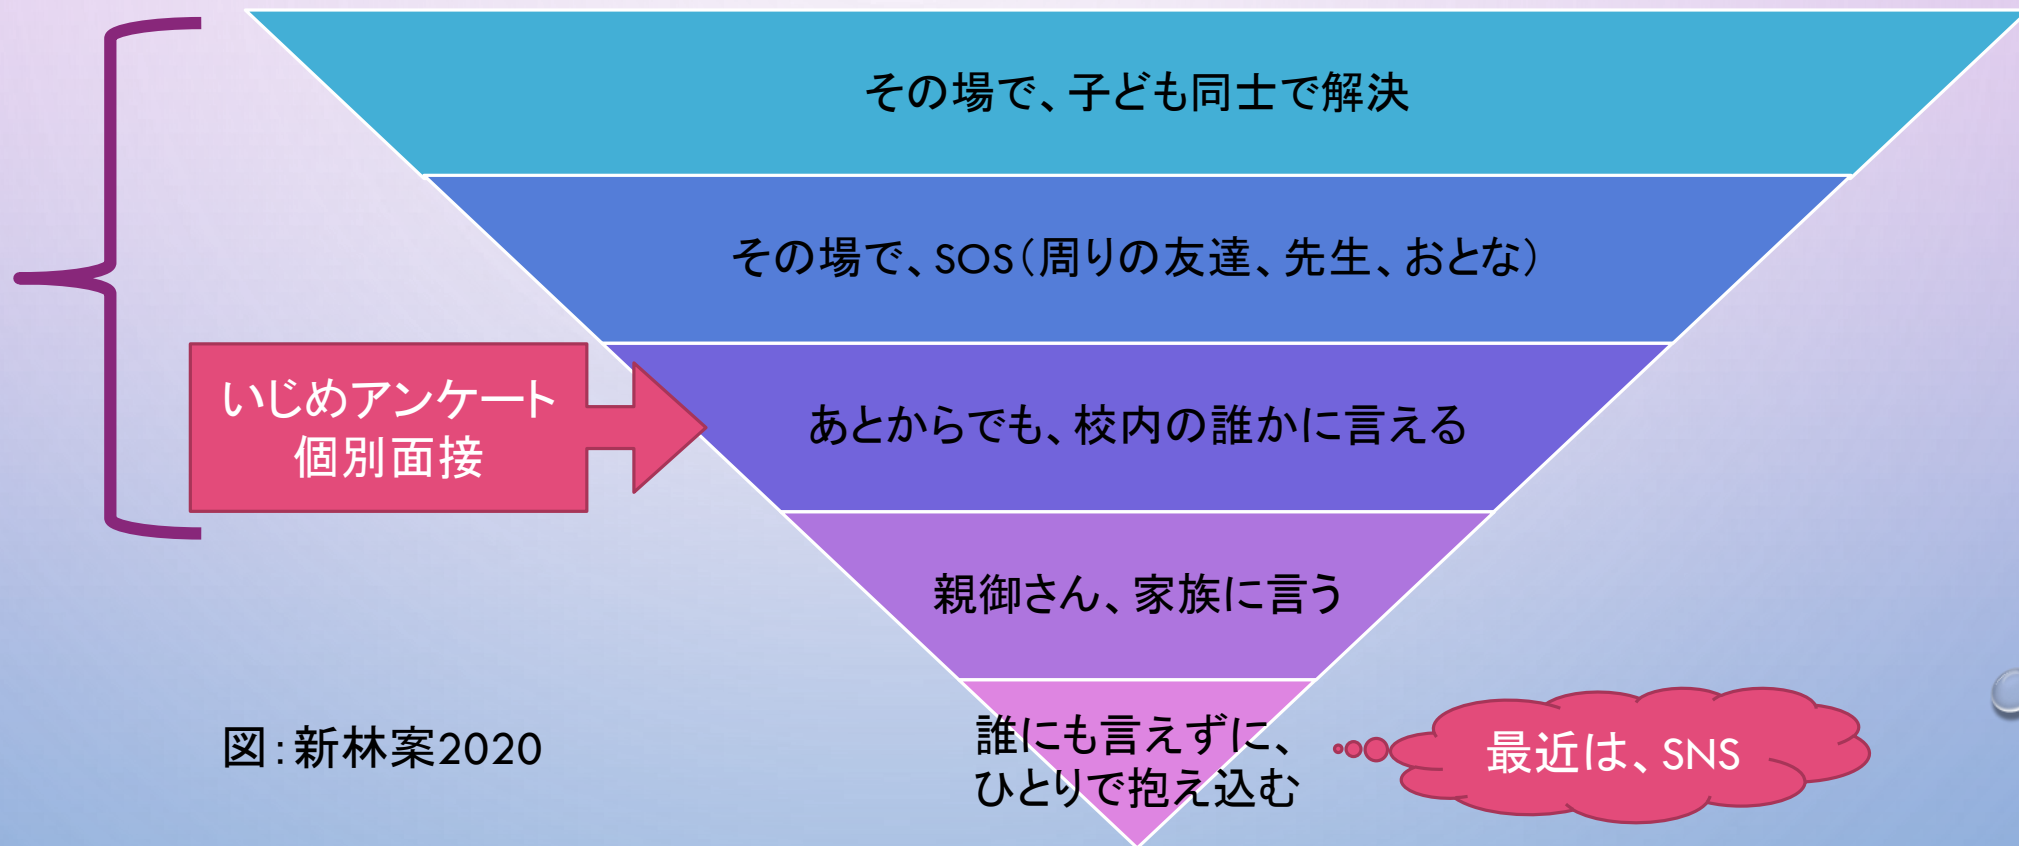 その場で、子ども同士で解決
その場で、SOS(周りの友達、先生、おとな)
いじめアンケート
個別面接
あとからでも、校内の誰かに言える
親御さん、家族に言う
誰にも言えずに、
ひとりで抱え込む
最近は、SNS
図:新林案2020